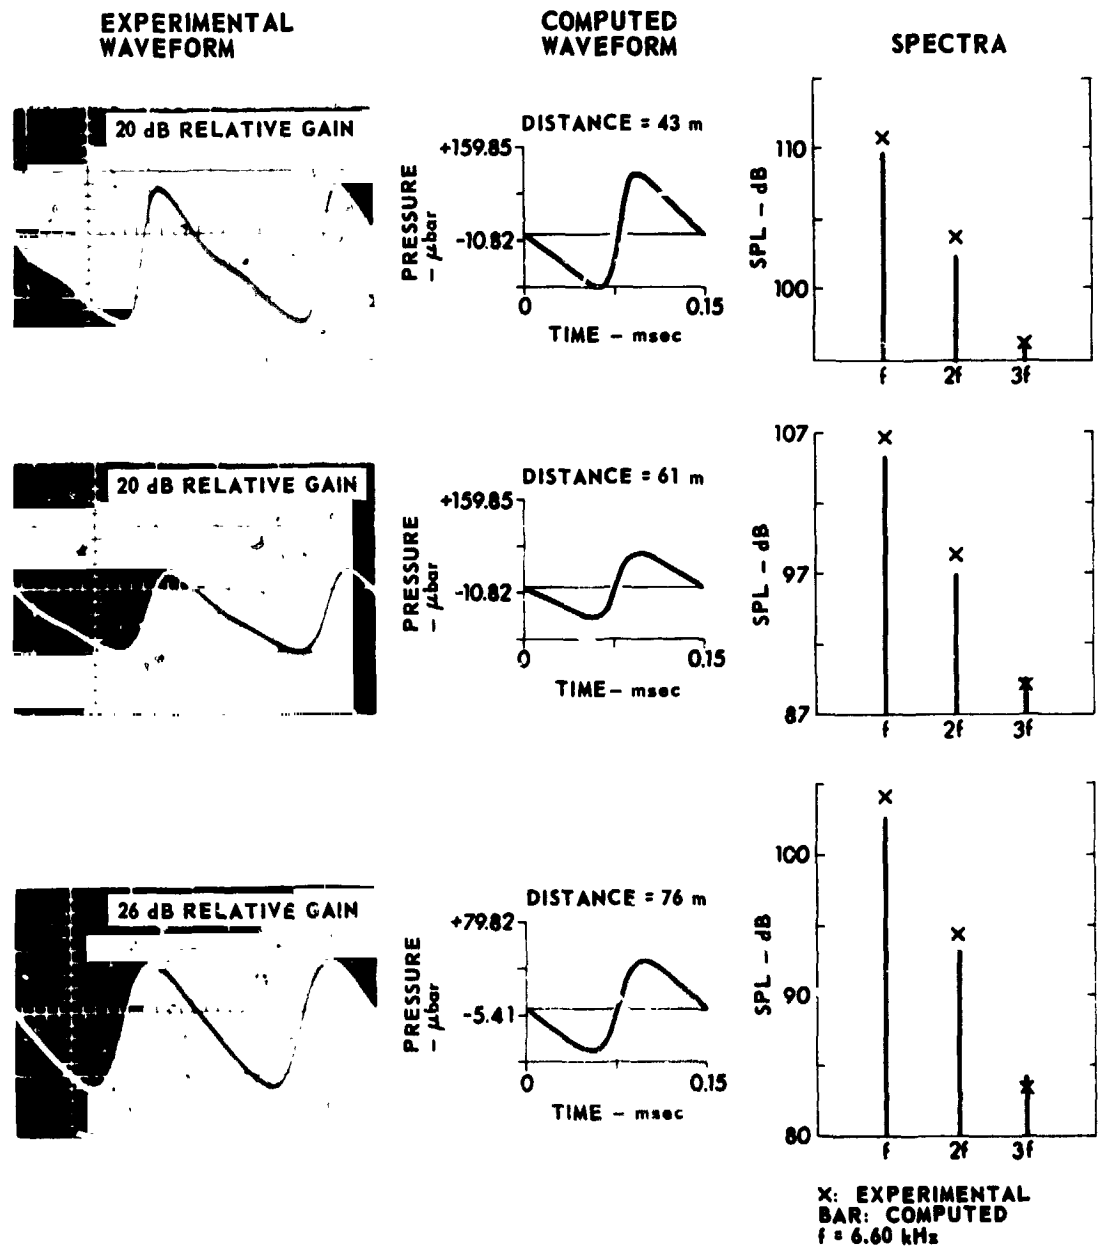 EXPERIMENTAL
WAVEFORM
COMPUTED
WAVEFORM
SPECTRA
20 dB RELATIVE GAIN
DISTANCE = 43 m
+159.85
-10.82
PRESSURE
- μbar
0
0.15
TIME - msec
110
100
SPL - dB
f
2f
3f
20 dB RELATIVE GAIN
DISTANCE = 61 m
+159.85
-10.82
PRESSURE
- μbar
0
0.15
TIME - msec
107
97
87
SPL - dB
f
2f
3f
26 dB RELATIVE GAIN
DISTANCE = 76 m
+79.82
-5.41
PRESSURE
- μbar
0
0.15
TIME - msec
100
90
80
SPL - dB
f
2f
3f
X: EXPERIMENTAL
BAR: COMPUTED
f = 6.60 kHz